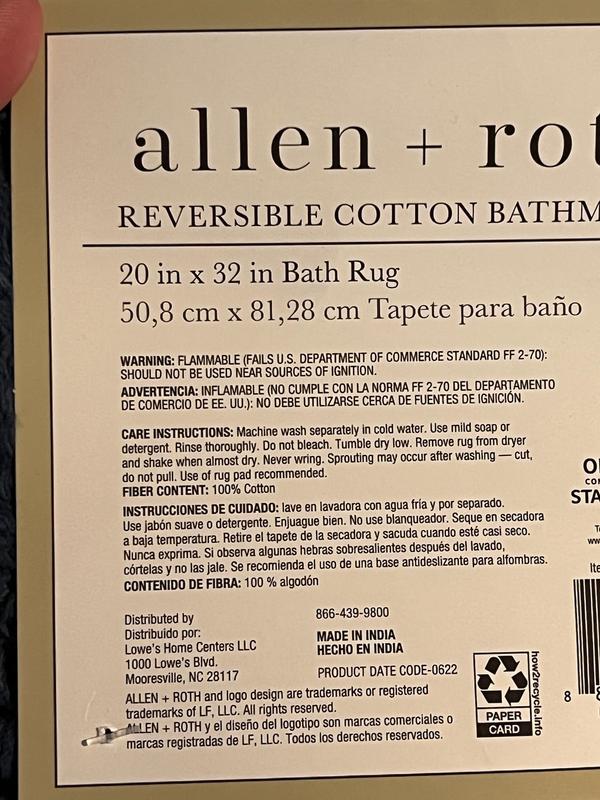 allen + rot
REVERSIBLE COTTON BATHM
20 in x 32 in Bath Rug
50,8 cm x 81,28 cm Tapete para baño
WARNING: FLAMMABLE (FAILS U.S. DEPARTMENT OF COMMERCE STANDARD FF 2-70):
SHOULD NOT BE USED NEAR SOURCES OF IGNITION.
ADVERTENCIA: INFLAMABLE (NO CUMPLE CON LA NORMA FF 2-70 DEL DEPARTAMENTO
DE COMERCIO DE EE. UU.): NO DEBE UTILIZARSE CERCA DE FUENTES DE IGNICIÓN.
CARE INSTRUCTIONS: Machine wash separately in cold water. Use mild soap or
detergent. Rinse thoroughly. Do not bleach. Tumble dry low. Remove rug from dryer
and shake when almost dry. Never wring. Sprouting may occur after washing — cut,
do not pull. Use of rug pad recommended.
FIBER CONTENT: 100% Cotton
INSTRUCCIONES DE CUIDADO: lave en lavadora con agua fría y por separado.
Use jabón suave o detergente. Enjuague bien. No use blanqueador. Seque en secadora
a baja temperatura. Retire el tapete de la secadora y sacuda cuando esté casi seco.
Nunca exprima. Si observa algunas hebras sobresalientes después del lavado,
córtelas y no las jale. Se recomienda el uso de una base antideslizante para alfombras.
CONTENIDO DE FIBRA: 100 % algodón
Distributed by
Distribuido por:
Lowe's Home Centers LLC
1000 Lowe's Blvd.
Mooresville, NC 28117
866-439-9800
MADE IN INDIA
HECHO EN INDIA
PRODUCT DATE CODE-0622
ALLEN + ROTH and logo design are trademarks or registered
trademarks of LF, LLC. All rights reserved.
ALLEN + ROTH y el diseño del logotipo son marcas comerciales o
marcas registradas de LF, LLC. Todos los derechos reservados.
PAPER
CARD
how2recycle.info
STA
www
Ite
8